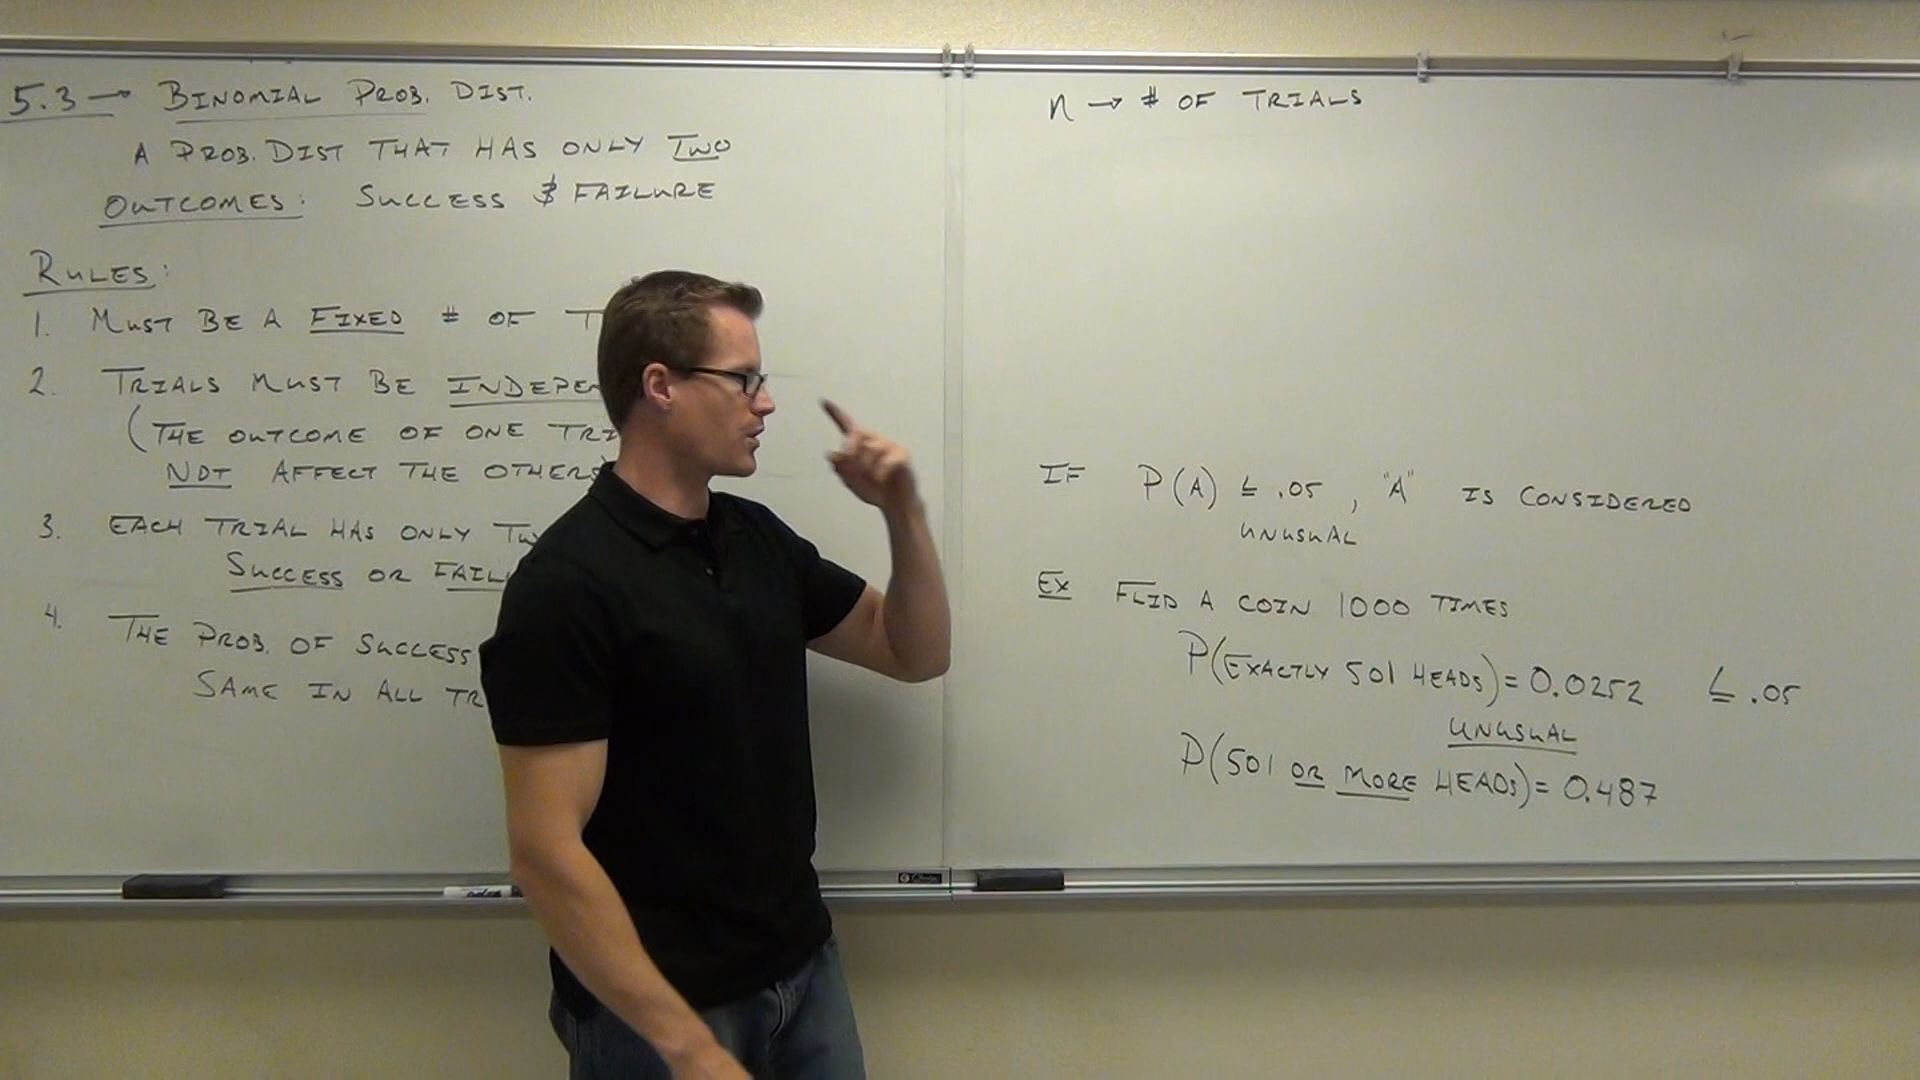 5.3 → BINOMIAL PROB. DIST.
A PROB. DIST THAT HAS ONLY TWO
OUTCOMES: SUCCESS & FAILURE
RULES:
1. MUST BE A FIXED # OF T
2. TRIALS MUST BE INDEPEN
(THE OUTCOME OF ONE TRI
NOT AFFECT THE OTHERS)
3. EACH TRIAL HAS ONLY TW
SUCCESS OR FAIL
4. THE PROB. OF SUCCESS
SAME IN ALL TR
n → # OF TRIALS
IF P(A) ≤ .05, "A" IS CONSIDERED
UNUSUAL
EX FLIP A COIN 1000 TIMES
P(EXACTLY 501 HEADS) = 0.0252 ≤ .05
UNUSUAL
P(501 OR MORE HEADS) = 0.487